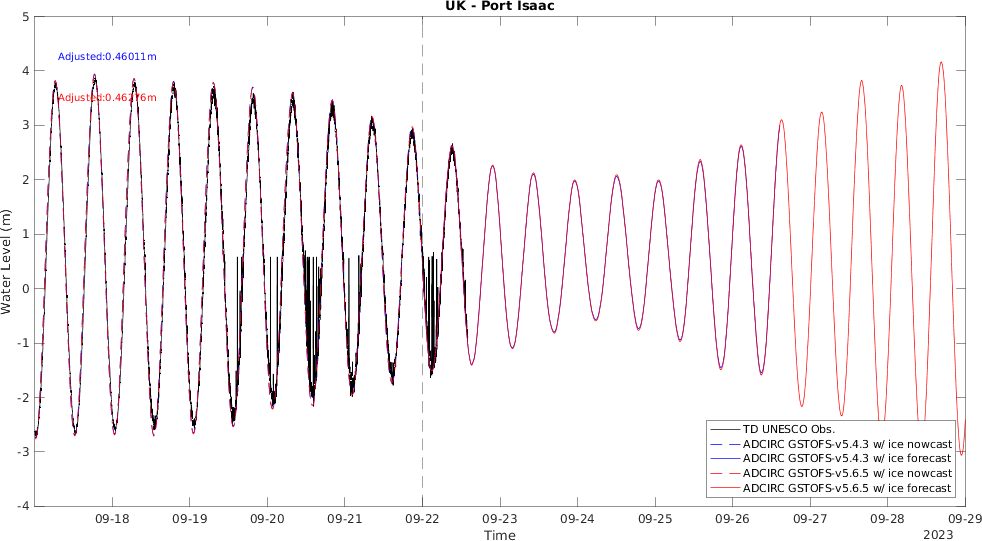 UK - Port Isaac
Adjusted:0.46011m
Adjusted:0.46276m
Water Level (m)
5
4
3
2
1
0
-1
-2
-3
-4
TD UNESCO Obs.
ADCIRC GSTOFS-v5.4.3 w/ ice nowcast
ADCIRC GSTOFS-v5.4.3 w/ ice forecast
ADCIRC GSTOFS-v5.6.5 w/ ice nowcast
ADCIRC GSTOFS-v5.6.5 w/ ice forecast
09-18 09-19 09-20 09-21 09-22 09-23 09-24 09-25 09-26 09-27 09-28 09-29
Time
2023